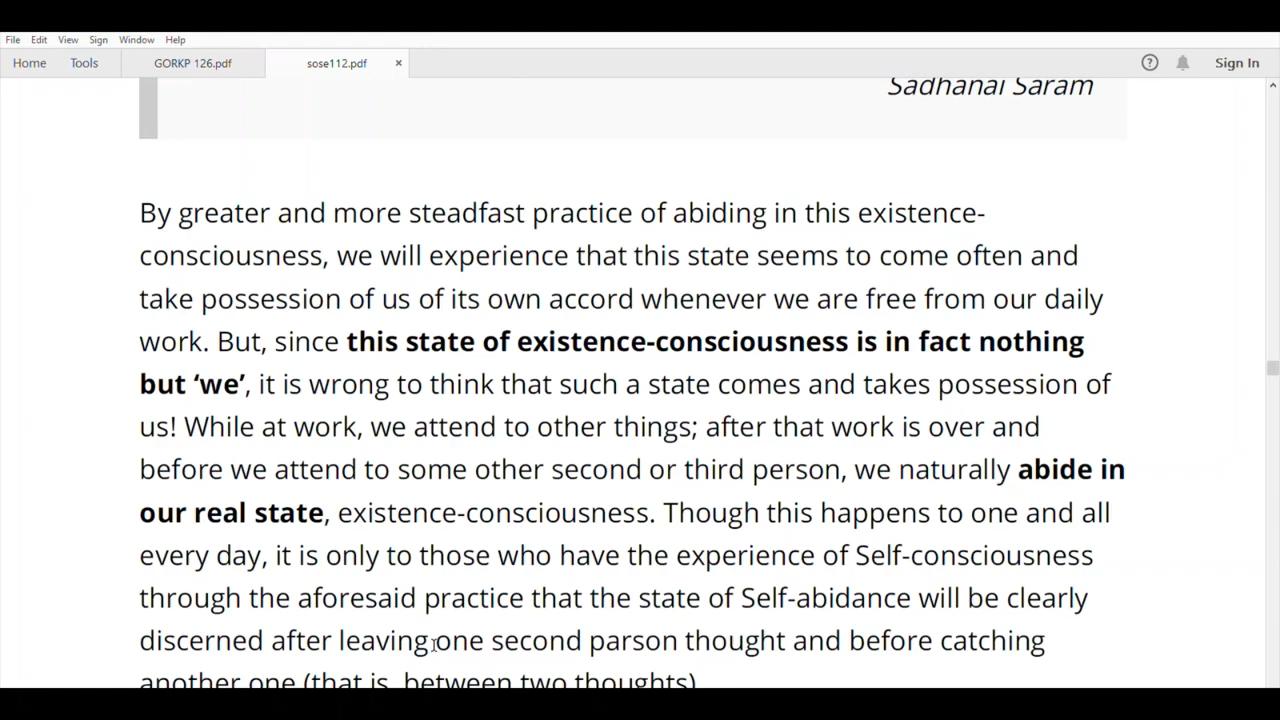 File Edit View Sign Window Help
Home Tools GORKP 126.pdf sose112.pdf × ? Sign In
Sadhanai Saram
By greater and more steadfast practice of abiding in this existence-
consciousness, we will experience that this state seems to come often and
take possession of us of its own accord whenever we are free from our daily
work. But, since this state of existence-consciousness is in fact nothing
but ‘we’, it is wrong to think that such a state comes and takes possession of
us! While at work, we attend to other things; after that work is over and
before we attend to some other second or third person, we naturally abide in
our real state, existence-consciousness. Though this happens to one and all
every day, it is only to those who have the experience of Self-consciousness
through the aforesaid practice that the state of Self-abidance will be clearly
discerned after leaving one second parson thought and before catching
another one (that is, between two thoughts).